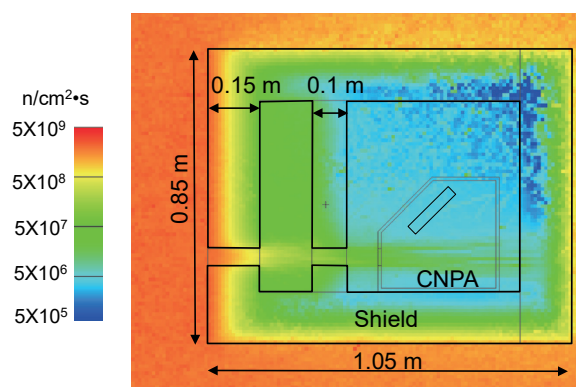 n/cm²•s
5X10⁹
5X10⁸
5X10⁷
5X10⁶
5X10⁵
0.15 m
0.1 m
0.85 m
CNPA
Shield
1.05 m